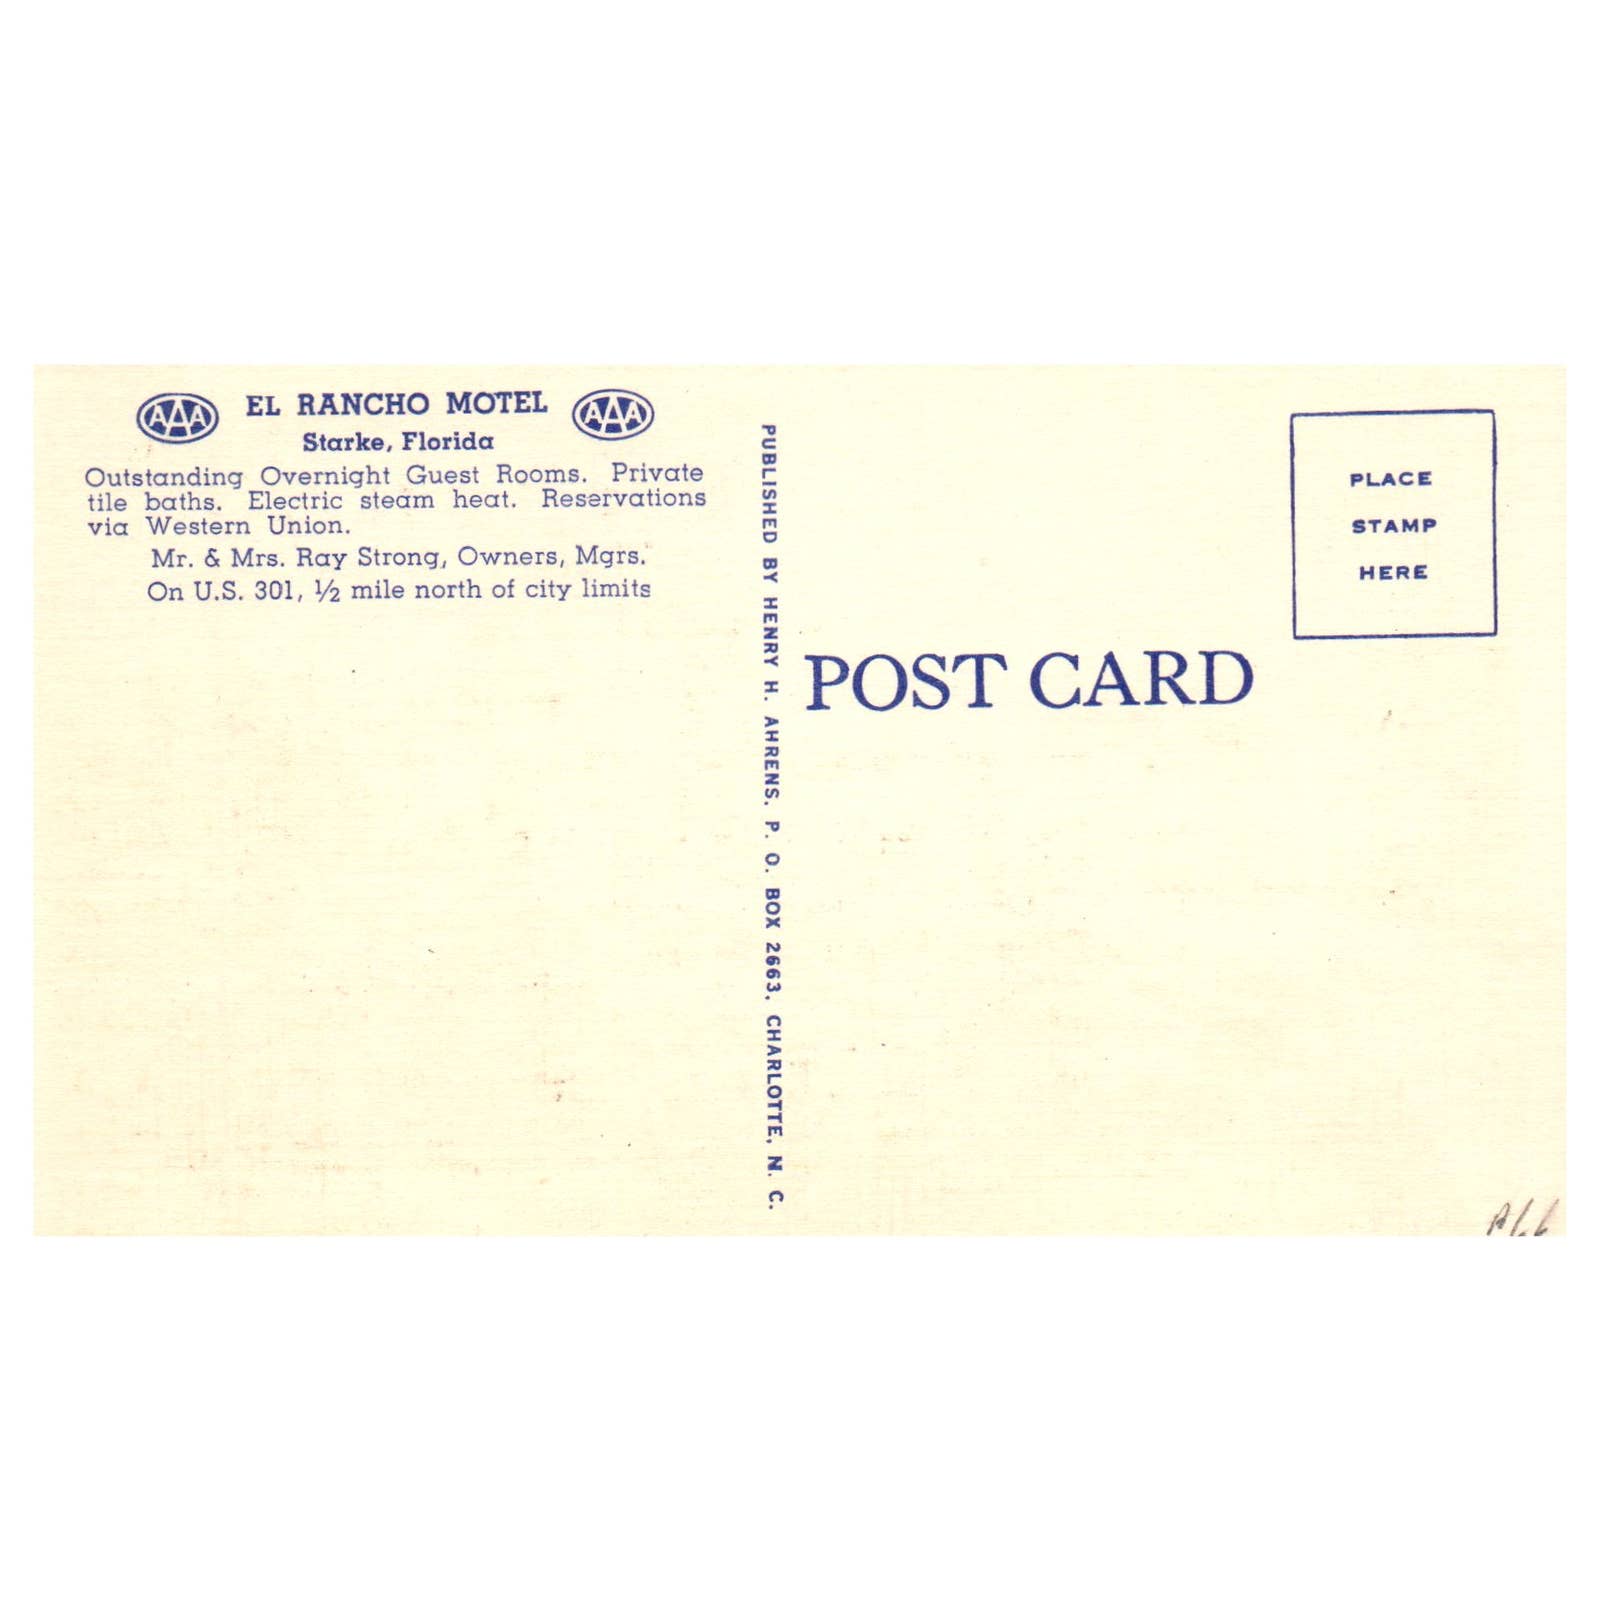 AAA EL RANCHO MOTEL AAA
Starke, Florida
Outstanding Overnight Guest Rooms. Private
tile baths. Electric steam heat. Reservations
via Western Union.
Mr. & Mrs. Ray Strong, Owners, Mgrs.
On U.S. 301, ½ mile north of city limits
PUBLISHED BY HENRY H. AHRENS, P. O. BOX 2663, CHARLOTTE, N. C.
PLACE
STAMP
HERE
POST CARD